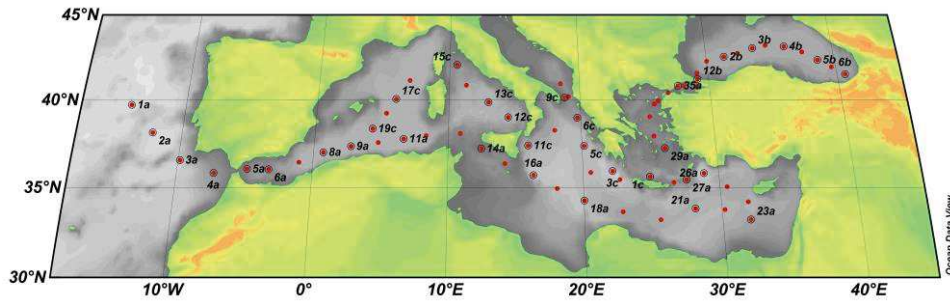 45°N
3b
4b
15c
2b
5b
6b
12b
17c
13c
9c
35a
40°N
1a
12c
6c
2a
19c
11a
11c
29a
3a
8a
9a
14a
5c
4a
5a
6a
16a
3c
1c
26a
27a
35°N
18a
21a
23a
30°N
10°W
0°E
10°E
20°E
30°E
40°E
Ocean Data View